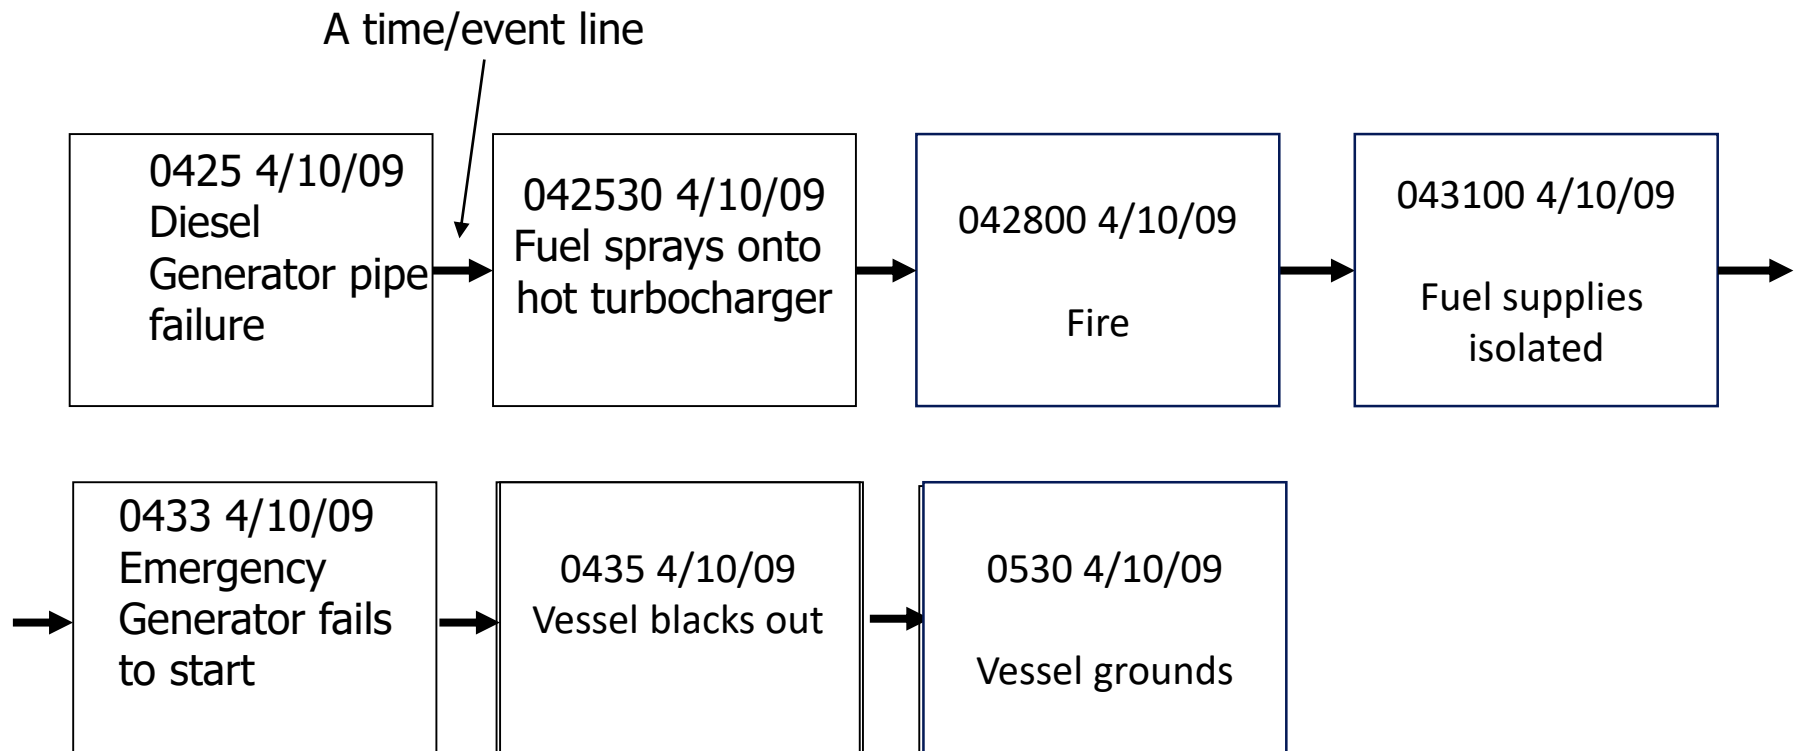 A time/event line
0425 4/10/09
Diesel
Generator pipe
failure
042530 4/10/09
Fuel sprays onto
hot turbocharger
042800 4/10/09
Fire
043100 4/10/09
Fuel supplies
isolated
0433 4/10/09
Emergency
Generator fails
to start
0435 4/10/09
Vessel blacks out
0530 4/10/09
Vessel grounds